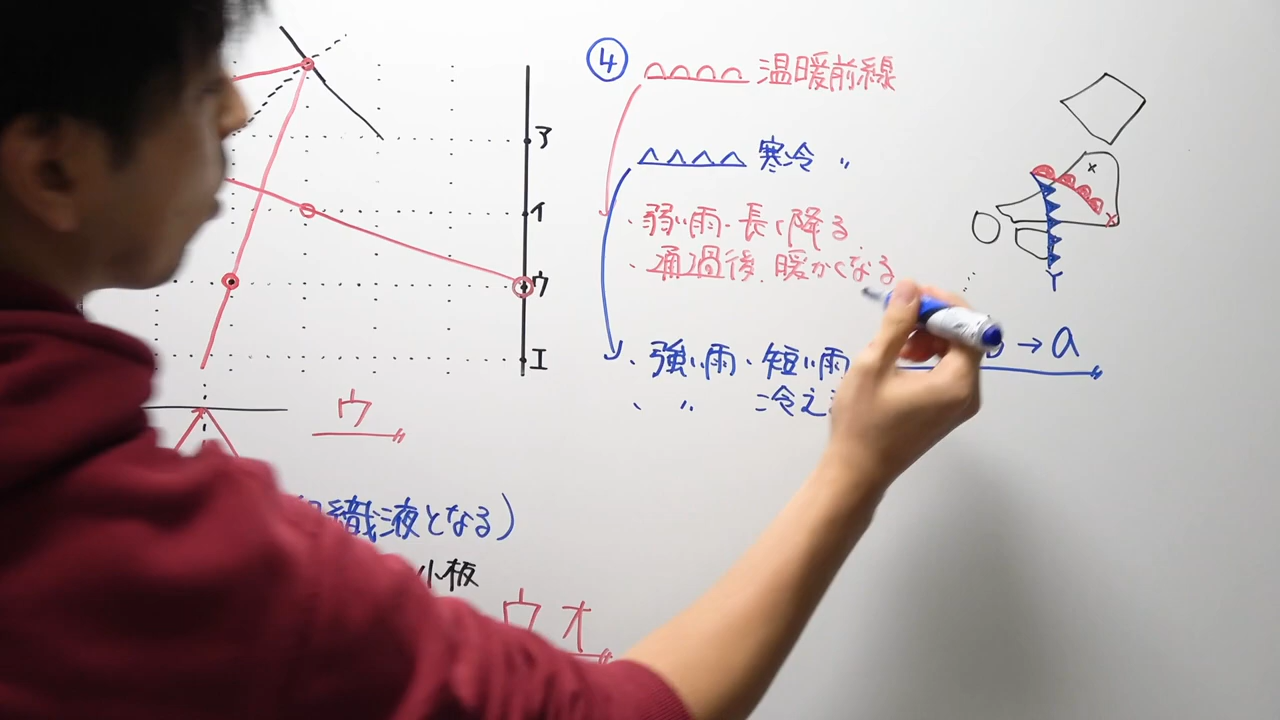 ア
イ
ウ
エ
ウ
織液となる)
小板
ウオ
④
温暖前線
寒冷 〃
・弱い雨・長く降る
・通過後、暖かくなる
・強い雨・短い雨
・ 〃 冷え
→a
x
x
Y